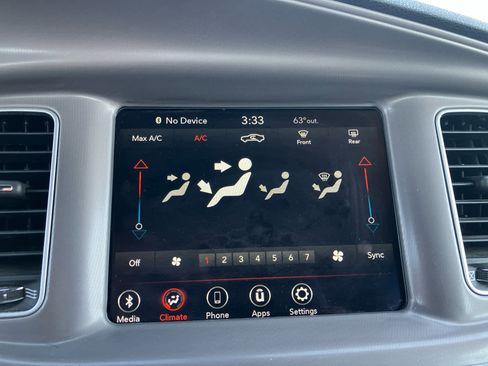 No Device 3:33 63° out.
Max A/C A/C Front Rear
Off 1 2 3 4 5 6 7 Sync
Media Climate Phone Apps Settings